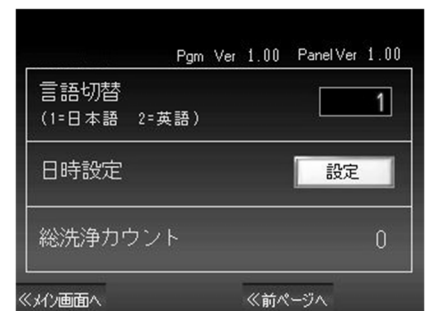 Pgm Ver 1.00 Panel Ver 1.00
言語切替 1
(1=日本語 2=英語)
日時設定 設定
総洗浄カウント 0
≪メイン画面へ ≪前ページへ